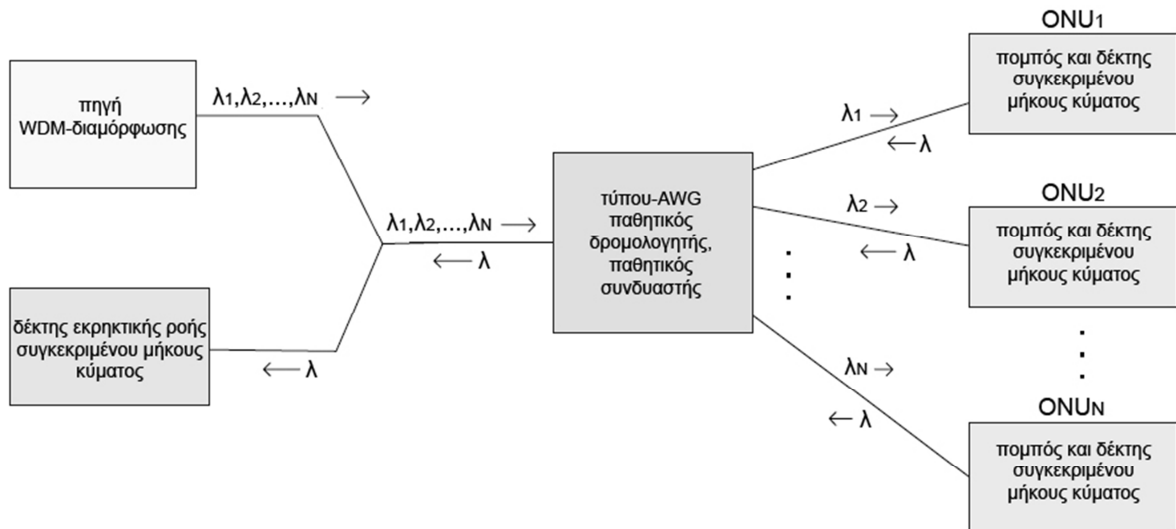 πηγή
WDM-διαμόρφωσης
λ1,λ2,...,λN →
δέκτης εκρηκτικής ροής
συγκεκριμένου μήκους
κύματος
← λ
λ1,λ2,...,λN →
← λ
τύπου-AWG
παθητικός
δρομολογητής,
παθητικός
συνδυαστής
λ1 →
← λ
λ2 →
← λ
λN →
← λ
ONU1
πομπός και δέκτης
συγκεκριμένου
μήκους κύματος
ONU2
πομπός και δέκτης
συγκεκριμένου
μήκους κύματος
ONUN
πομπός και δέκτης
συγκεκριμένου
μήκους κύματος